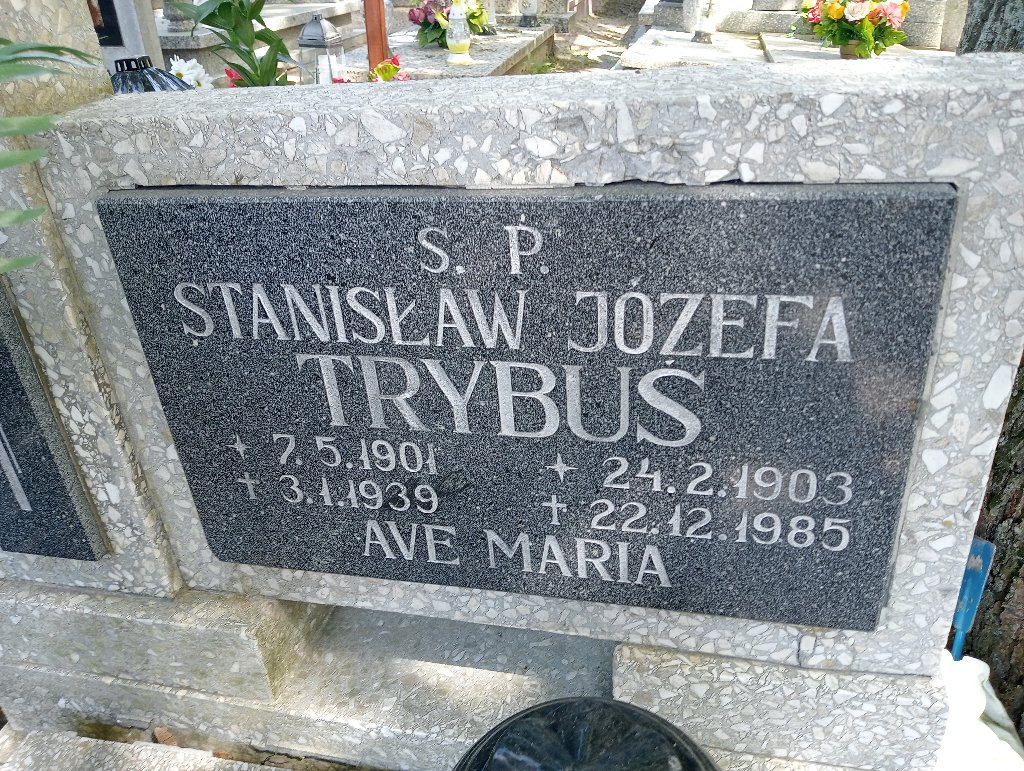 S. P.
STANISŁAW JÓZEFA
TRYBUŚ
7.5.1901 24.2.1903
3.1.1939 22.12.1985
AVE MARIA